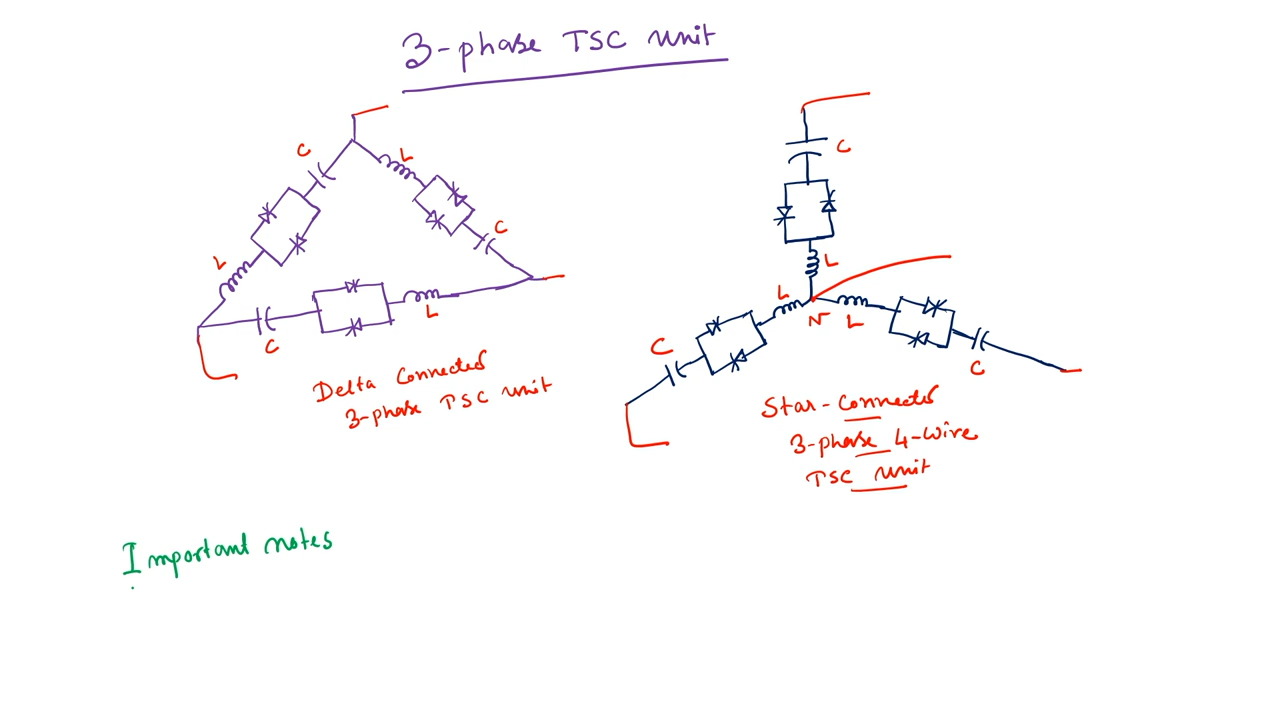 3-phase TSC unit
C
L
C
L
C
L
Delta Connected
3-phase TSC unit
C
L
L
N
L
C
C
Star-Connected
3-phase 4-wire
TSC unit
Important notes